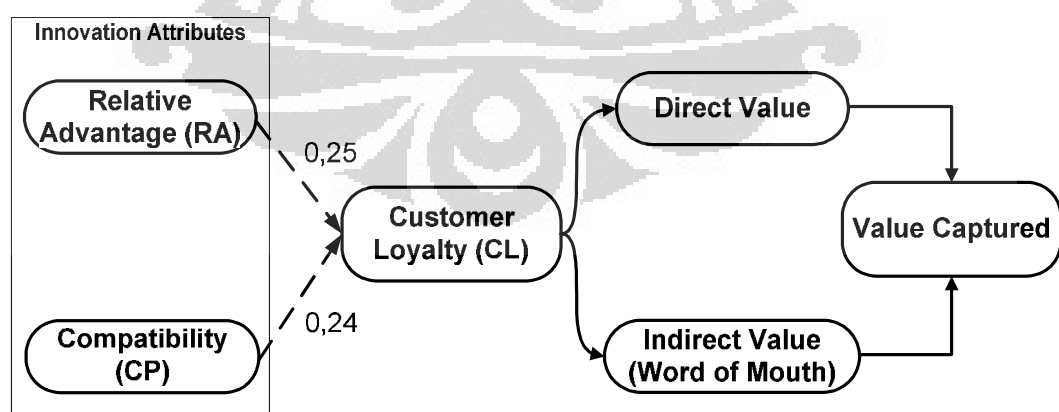 Innovation Attributes
Relative
Advantage (RA)
0,25
Compatibility
(CP)
0,24
Customer
Loyalty (CL)
Direct Value
Indirect Value
(Word of Mouth)
Value Captured